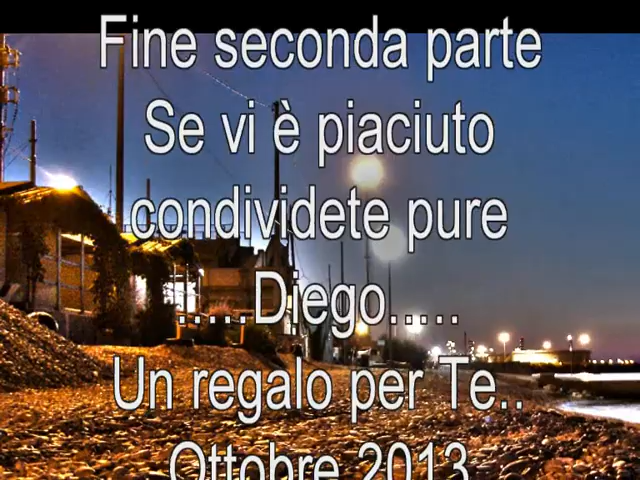 Fine seconda parte
Se vi è piaciuto
condividete pure
.....Diego.....
Un regalo per Te..
Ottobre 2013